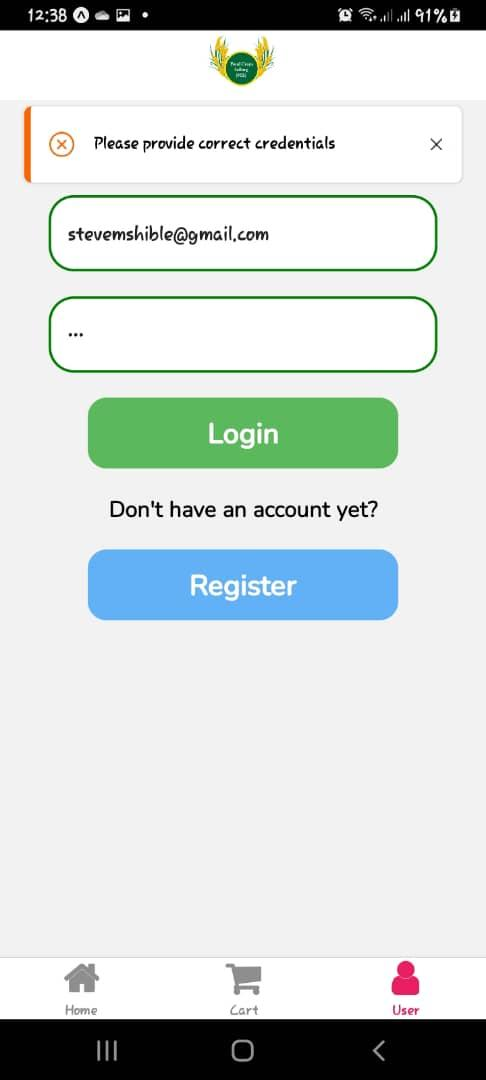 12:38
91%
Please provide correct credentials
stevemshible@gmail.com
...
Login
Don't have an account yet?
Register
Home
Cart
User